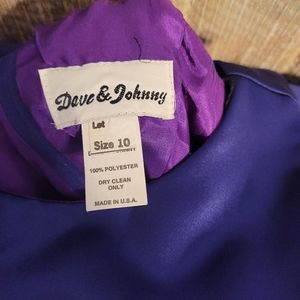 Dave & Johnny
Lot
Size 10
100% POLYESTER
DRY CLEAN
ONLY
MADE IN U.S.A.